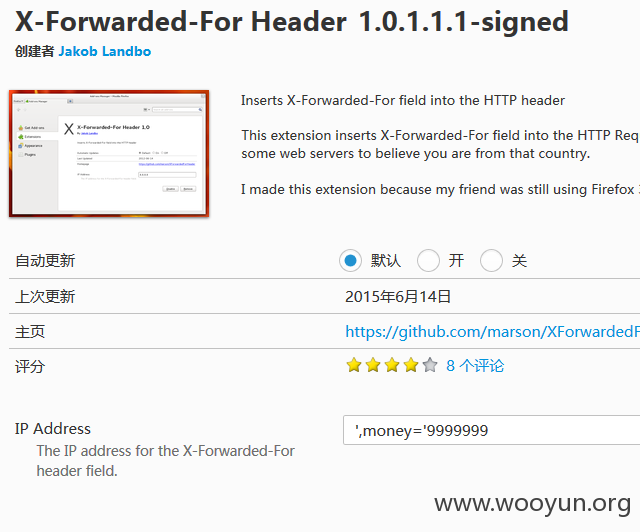 X-Forwarded-For Header 1.0.1.1.1-signed
创建者 Jakob Landbo
X-Forwarded-For Header 1.0
Inserts X-Forwarded-For field into the HTTP header
This extension inserts X-Forwarded-For field into the HTTP Req
some web servers to believe you are from that country.
I made this extension because my friend was still using Firefox
自动更新 默认 开 关
上次更新 2015年6月14日
主页 https://github.com/marson/XForwardedF
评分 8 个评论
IP Address ',money='9999999
The IP address for the X-Forwarded-For
header field.
www.wooyun.org